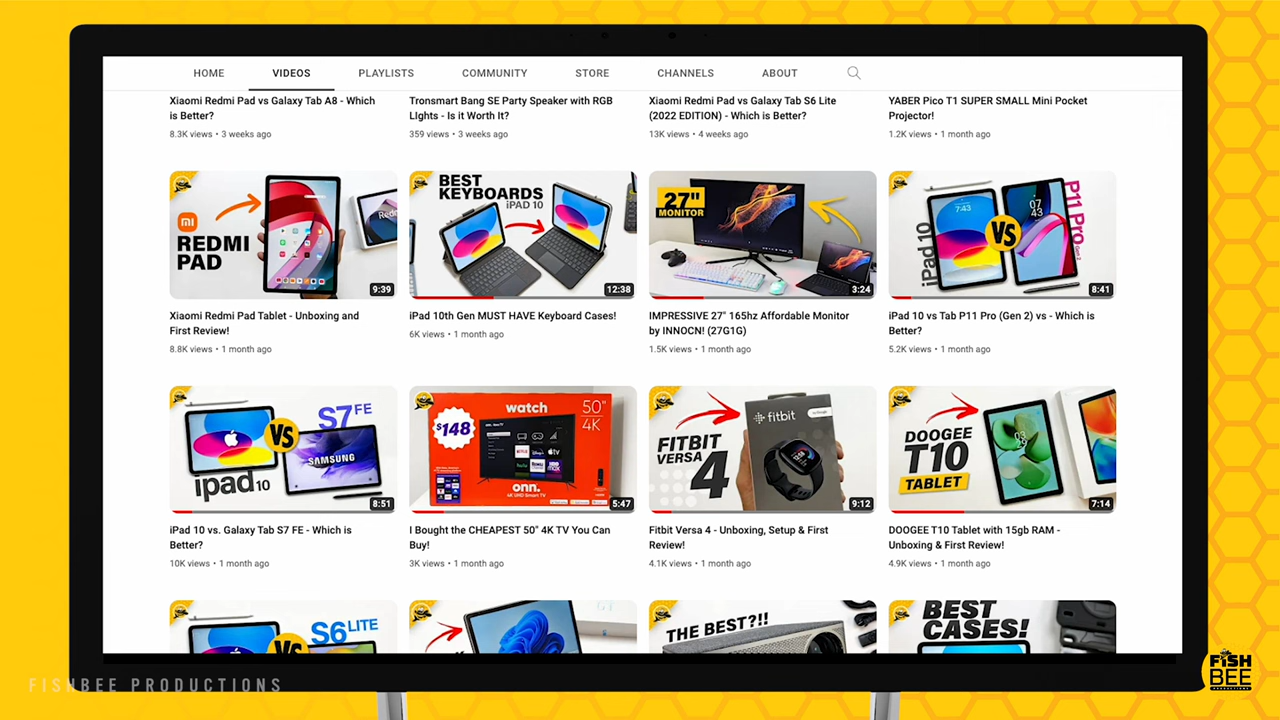 HOME VIDEOS PLAYLISTS COMMUNITY STORE CHANNELS ABOUT
Xiaomi Redmi Pad vs Galaxy Tab A8 - Which
is Better?
8.3K views • 3 weeks ago
Tronsmart Bang SE Party Speaker with RGB
LIghts - Is it Worth It?
359 views • 3 weeks ago
Xiaomi Redmi Pad vs Galaxy Tab S6 Lite
(2022 EDITION) - Which is Better?
13K views • 4 weeks ago
YABER Pico T1 SUPER SMALL Mini Pocket
Projector!
1.2K views • 1 month ago
mi
REDMI
PAD
9:39
Xiaomi Redmi Pad Tablet - Unboxing and
First Review!
8.8K views • 1 month ago
BEST
KEYBOARDS
iPAD 10
12:38
iPad 10th Gen MUST HAVE Keyboard Cases!
6K views • 1 month ago
27"
MONITOR
3:24
IMPRESSIVE 27" 165hz Affordable Monitor
by INNOCN! (27G1G)
1.5K views • 1 month ago
iPad 10
7:43
VS
07
43
P11 Pro
8:41
iPad 10 vs Tab P11 Pro (Gen 2) vs - Which is
Better?
5.2K views • 1 month ago
S7 FE
VS
SAMSUNG
ipad 10
8:51
iPad 10 vs. Galaxy Tab S7 FE - Which is
Better?
10K views • 1 month ago
watch
50"
4K
$148
onn.
4K UHD Smart TV
5:47
I Bought the CHEAPEST 50" 4K TV You Can
Buy!
3K views • 1 month ago
fitbit
FITBIT
VERSA
4
9:12
Fitbit Versa 4 - Unboxing, Setup & First
Review!
4.1K views • 1 month ago
DOOGEE
T10
TABLET
7:14
DOOGEE T10 Tablet with 15gb RAM -
Unboxing & First Review!
4.9K views • 1 month ago
S6 LITE
VS
THE BEST?!!
BEST
CASES!
FISHBEE PRODUCTIONS
FISH
BEE
PRODUCTIONS